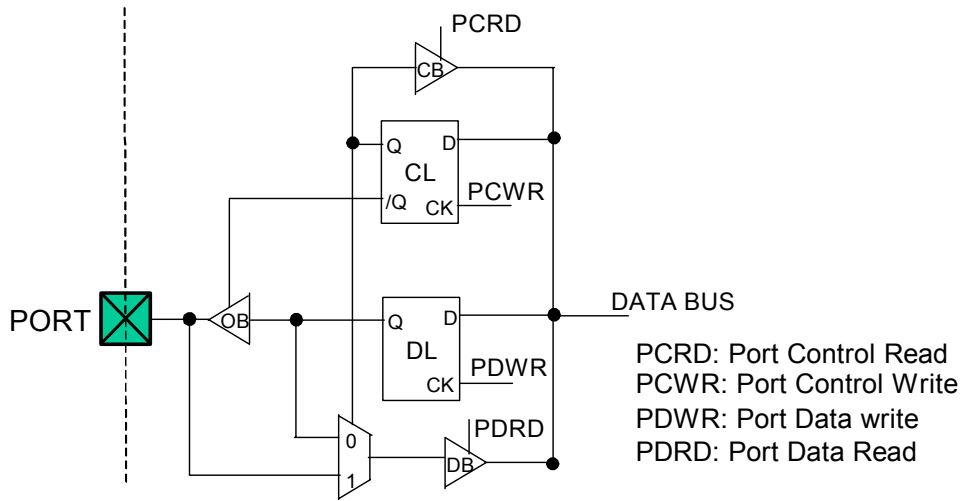 PCRD
CB
Q
D
CL
PCWR
/Q
CK
PORT
OB
Q
D
DATA BUS
DL
PDWR
CK
PCRD: Port Control Read
PCWR: Port Control Write
PDWR: Port Data write
PDRD: Port Data Read
PDRD
0
DB
1